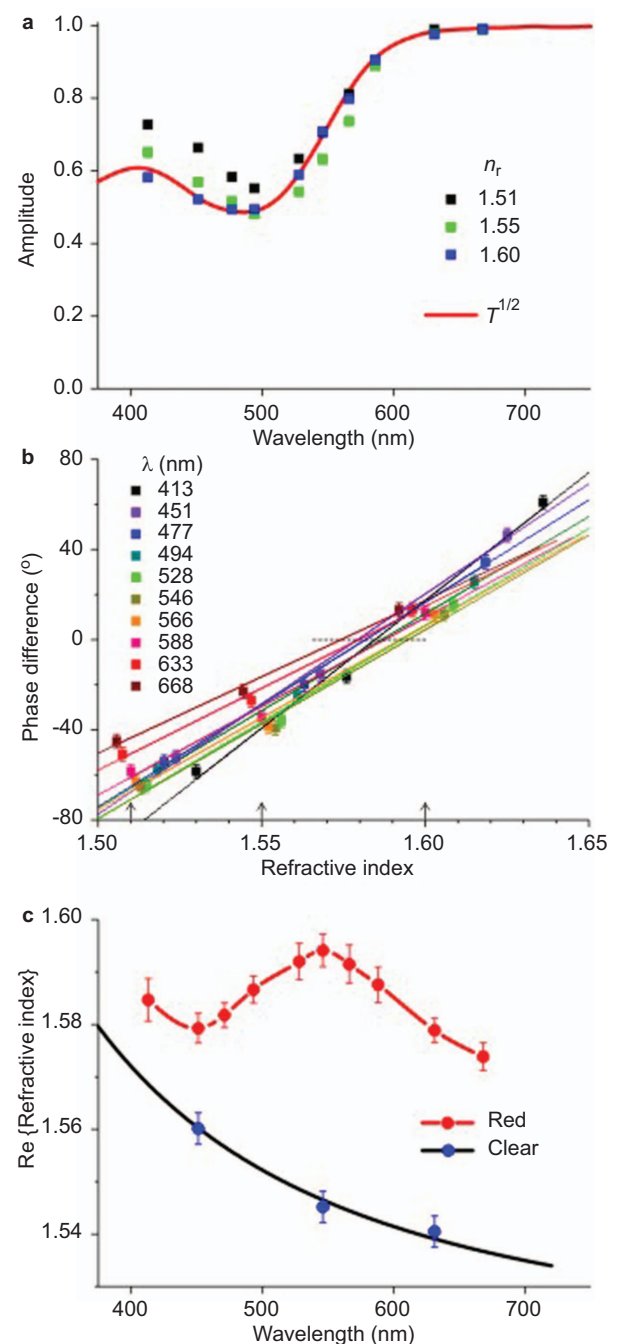 a
1.0
0.8
0.6
0.4
0.2
0.0
Amplitude
n_r
1.51
1.55
1.60
T^1/2
400 500 600 700
Wavelength (nm)
b
80
40
0
-40
-80
Phase difference (º)
λ (nm)
413
451
477
494
528
546
566
588
633
668
1.50 1.55 1.60 1.65
Refractive index
c
1.60
1.58
1.56
1.54
Re {Refractive index}
Red
Clear
400 500 600 700
Wavelength (nm)